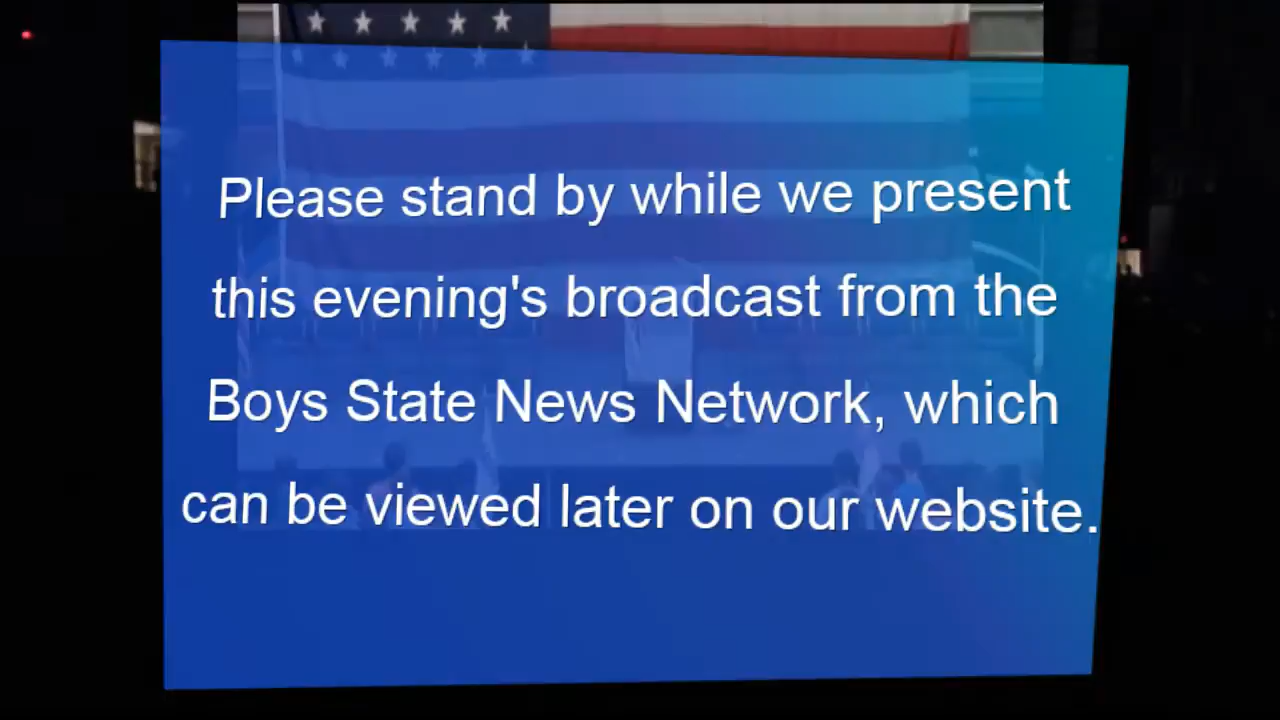 Please stand by while we present
this evening's broadcast from the
Boys State News Network, which
can be viewed later on our website.